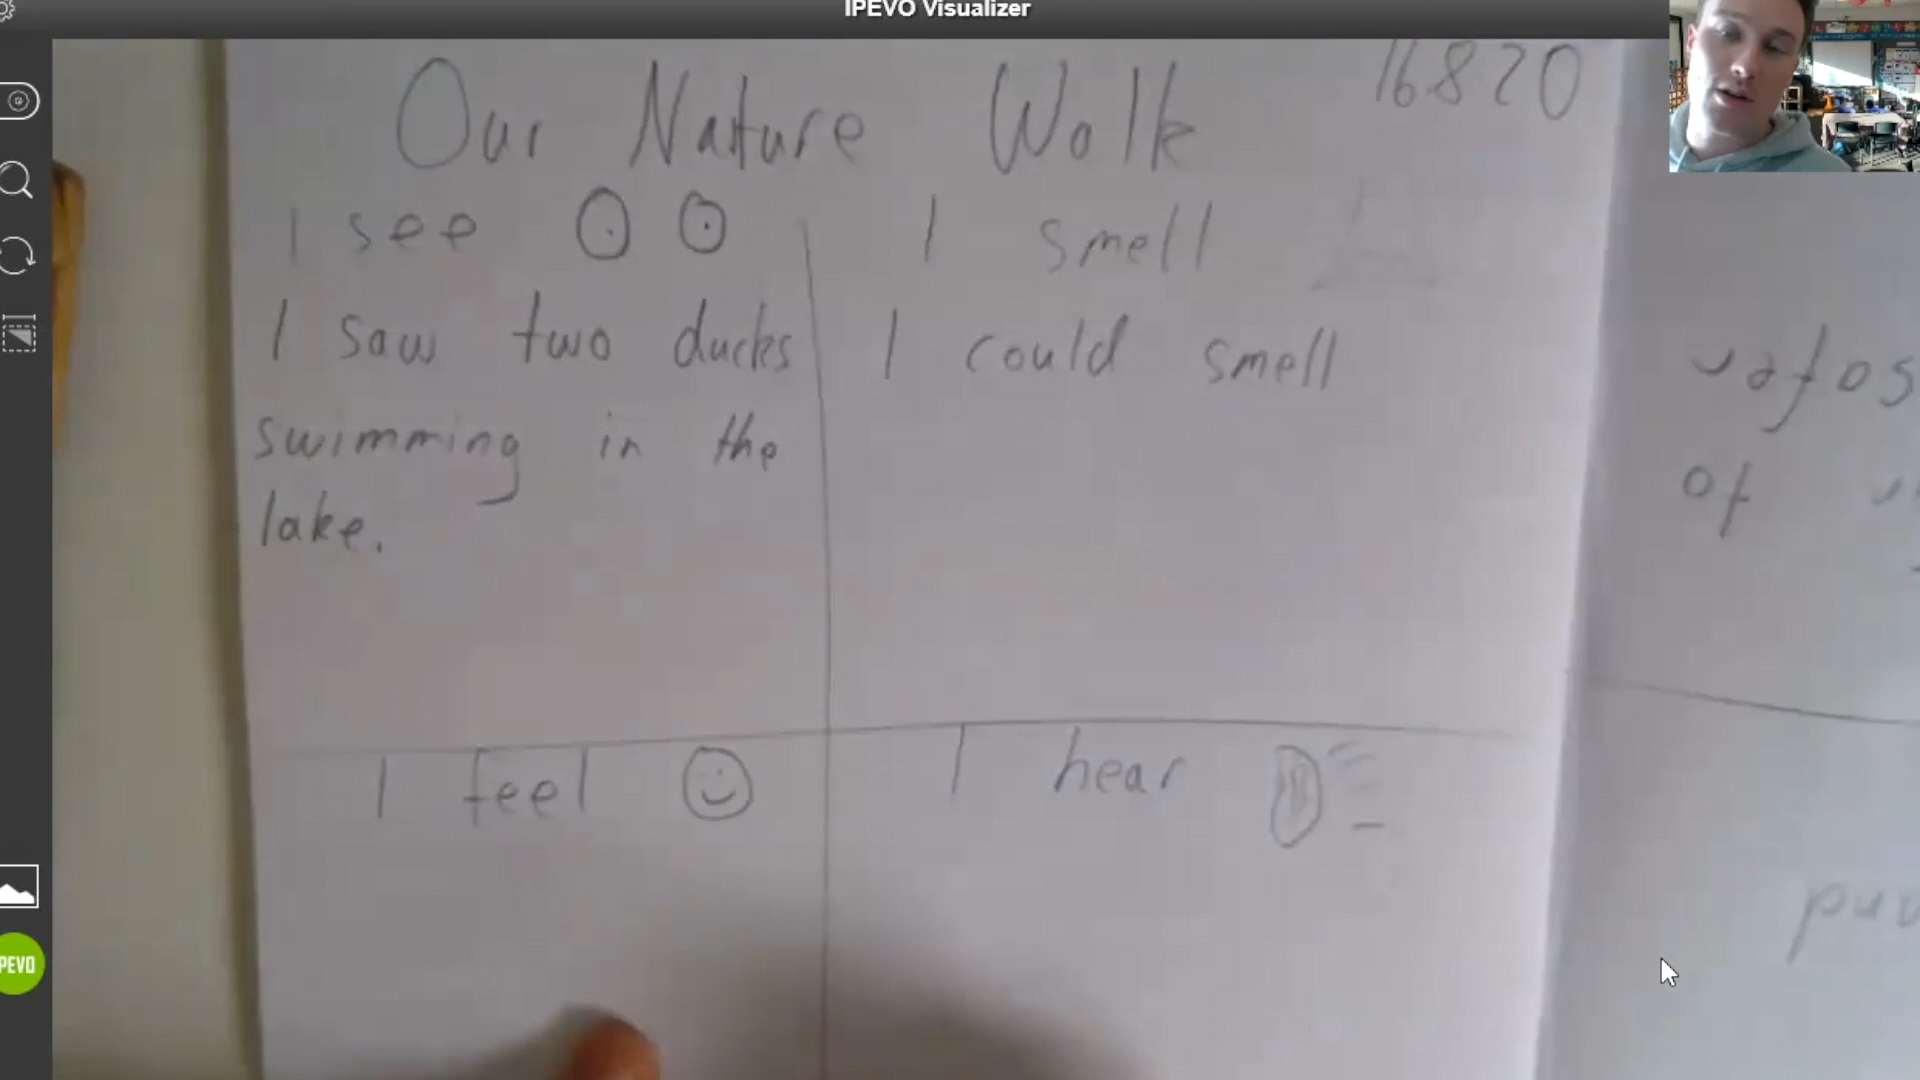 IPEVO Visualizer
Our Nature Walk
16.8.20
I see
I smell
I saw two ducks
swimming in the
lake.
I could smell
I feel
I hear